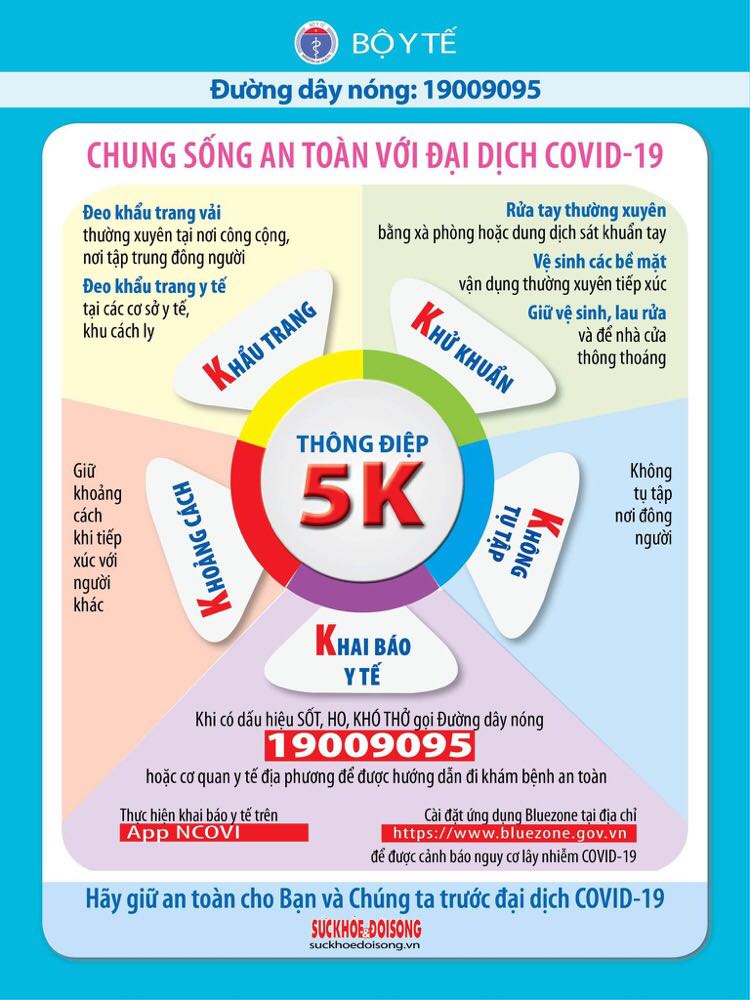 BỘ Y TẾ
Đường dây nóng: 19009095
CHUNG SỐNG AN TOÀN VỚI ĐẠI DỊCH COVID-19
Đeo khẩu trang vải
thường xuyên tại nơi công cộng,
nơi tập trung đông người
Đeo khẩu trang y tế
tại các cơ sở y tế,
khu cách ly
Rửa tay thường xuyên
bằng xà phòng hoặc dung dịch sát khuẩn tay
Vệ sinh các bề mặt
vận dụng thường xuyên tiếp xúc
Giữ vệ sinh, lau rửa
và để nhà cửa
thông thoáng
KHẨU TRANG
KHỬ KHUẨN
THÔNG ĐIỆP
5K
Giữ
khoảng
cách
khi tiếp
xúc với
người
khác
KHOẢNG CÁCH
KHÔNG
TỤ TẬP
Không
tụ tập
nơi đông
người
KHAI BÁO
Y TẾ
Khi có dấu hiệu SỐT, HO, KHÓ THỞ gọi Đường dây nóng
19009095
hoặc cơ quan y tế địa phương để được hướng dẫn đi khám bệnh an toàn
Thực hiện khai báo y tế trên
App NCOVI
Cài đặt ứng dụng Bluezone tại địa chỉ
https://www.bluezone.gov.vn
để được cảnh báo nguy cơ lây nhiễm COVID-19
Hãy giữ an toàn cho Bạn và Chúng ta trước đại dịch COVID-19
SỨCKHỎE&ĐỜISỐNG
suckhoedoisong.vn